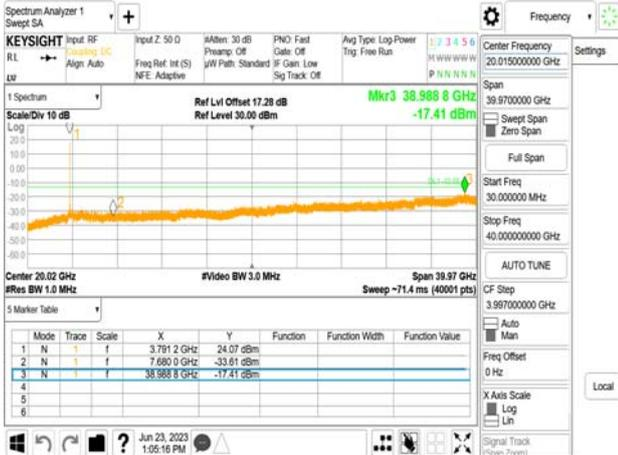 Spectrum Analyzer 1
Swept SA
+
Frequency
KEYSIGHT
Input: RF
Coupling: DC
Align: Auto
Input Z: 50 Ω
Freq Ref: Int (S)
NFE: Adaptive
#Atten: 30 dB
Preamp: Off
µW Path: Standard
PNO: Fast
Gate: Off
IF Gain: Low
Sig Track: Off
Avg Type: Log-Power
Trig: Free Run
1 2 3 4 5 6
M W W W W W
P N N N N N
RL
1 Spectrum
Scale/Div 10 dB
Ref Lvl Offset 17.28 dB
Ref Level 30.00 dBm
Mkr3 38.988 8 GHz
-17.41 dBm
Log
20.0
10.0
0.00
-10.0
-20.0
-30.0
-40.0
-50.0
-60.0
1
2
3
Center 20.02 GHz
#Video BW 3.0 MHz
Span 39.97 GHz
#Res BW 1.0 MHz
Sweep ~71.4 ms (40001 pts)
5 Marker Table
Mode Trace Scale X Y Function Function Width Function Value
1 N 1 f 3.791 2 GHz 24.07 dBm
2 N 1 f 7.680 0 GHz -33.61 dBm
3 N 1 f 38.988 8 GHz -17.41 dBm
4
5
6
?
Jun 23, 2023
1:05:16 PM
Center Frequency
20.015000000 GHz
Settings
Span
39.9700000 GHz
Swept Span
Zero Span
Full Span
Start Freq
30.000000 MHz
Stop Freq
40.000000000 GHz
AUTO TUNE
CF Step
3.997000000 GHz
Auto
Man
Freq Offset
0 Hz
X Axis Scale
Log
Lin
Local
Signal Track
(Span Zoom)